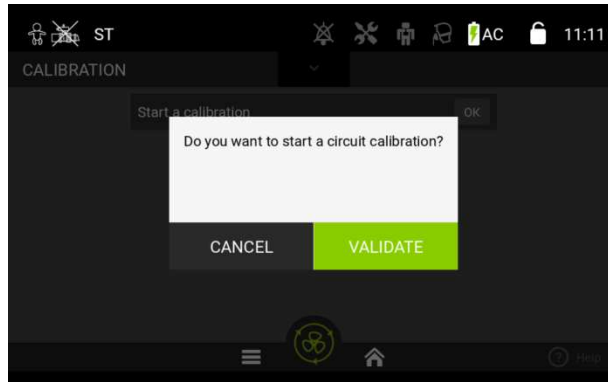 ST
AC
11:11
CALIBRATION
Start a calibration
OK
Do you want to start a circuit calibration?
CANCEL
VALIDATE
? Help